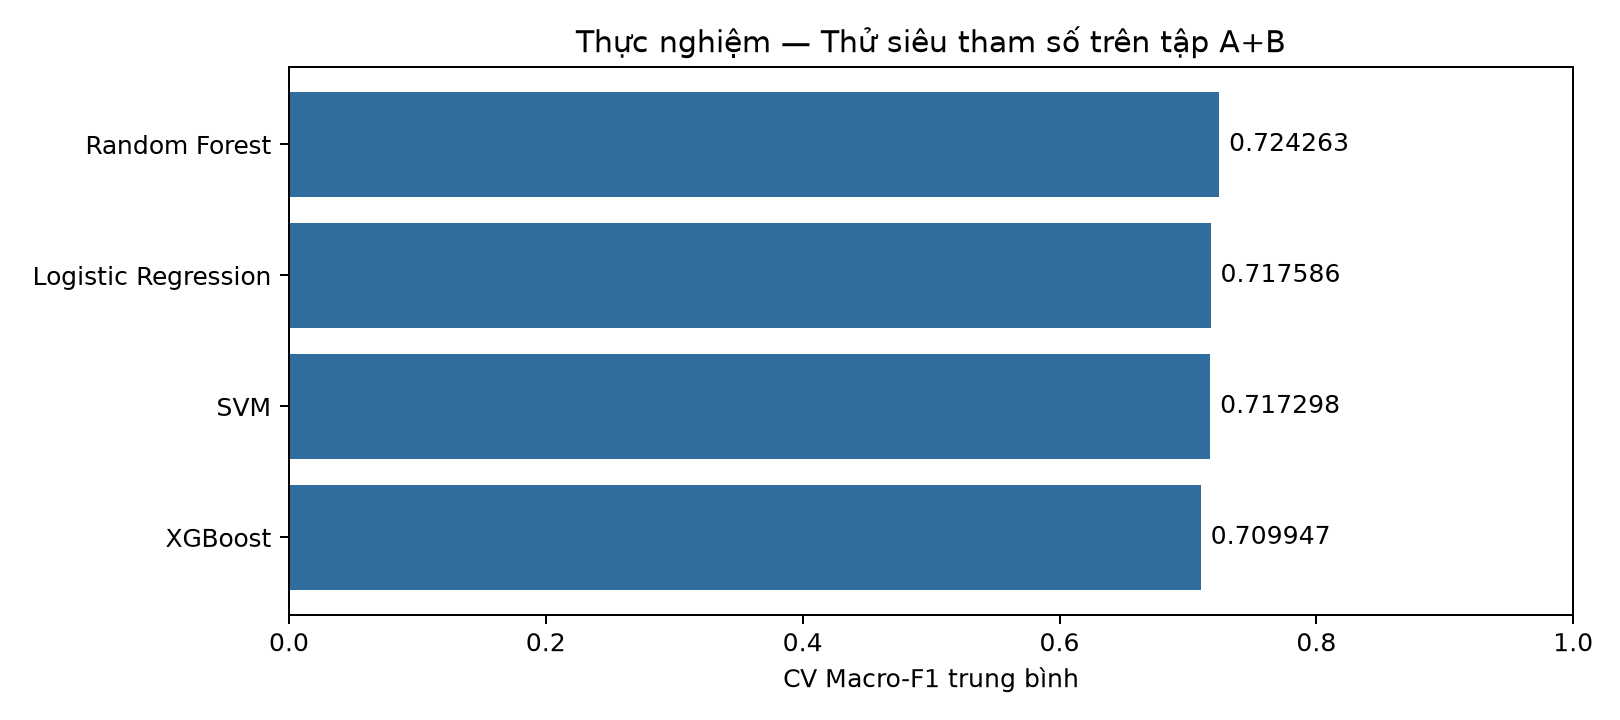 Thực nghiệm — Thử siêu tham số trên tập A+B
Random Forest
0.724263
Logistic Regression
0.717586
SVM
0.717298
XGBoost
0.709947
0.0 0.2 0.4 0.6 0.8 1.0
CV Macro-F1 trung bình